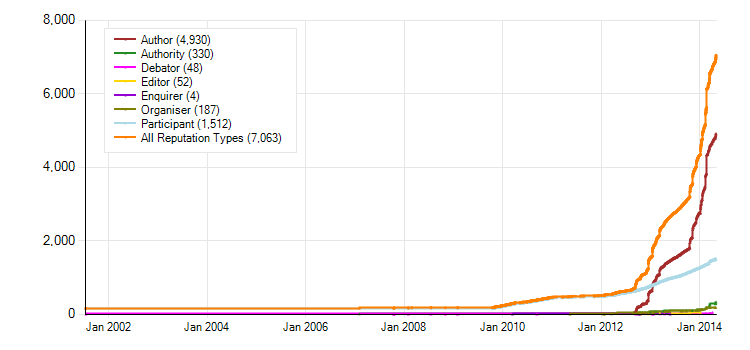 8,000
Author (4,930)
Authority (330)
Debator (48)
Editor (52)
Enquirer (4)
Organiser (187)
Participant (1,512)
All Reputation Types (7,063)
6,000
4,000
2,000
0
Jan 2002 Jan 2004 Jan 2006 Jan 2008 Jan 2010 Jan 2012 Jan 2014